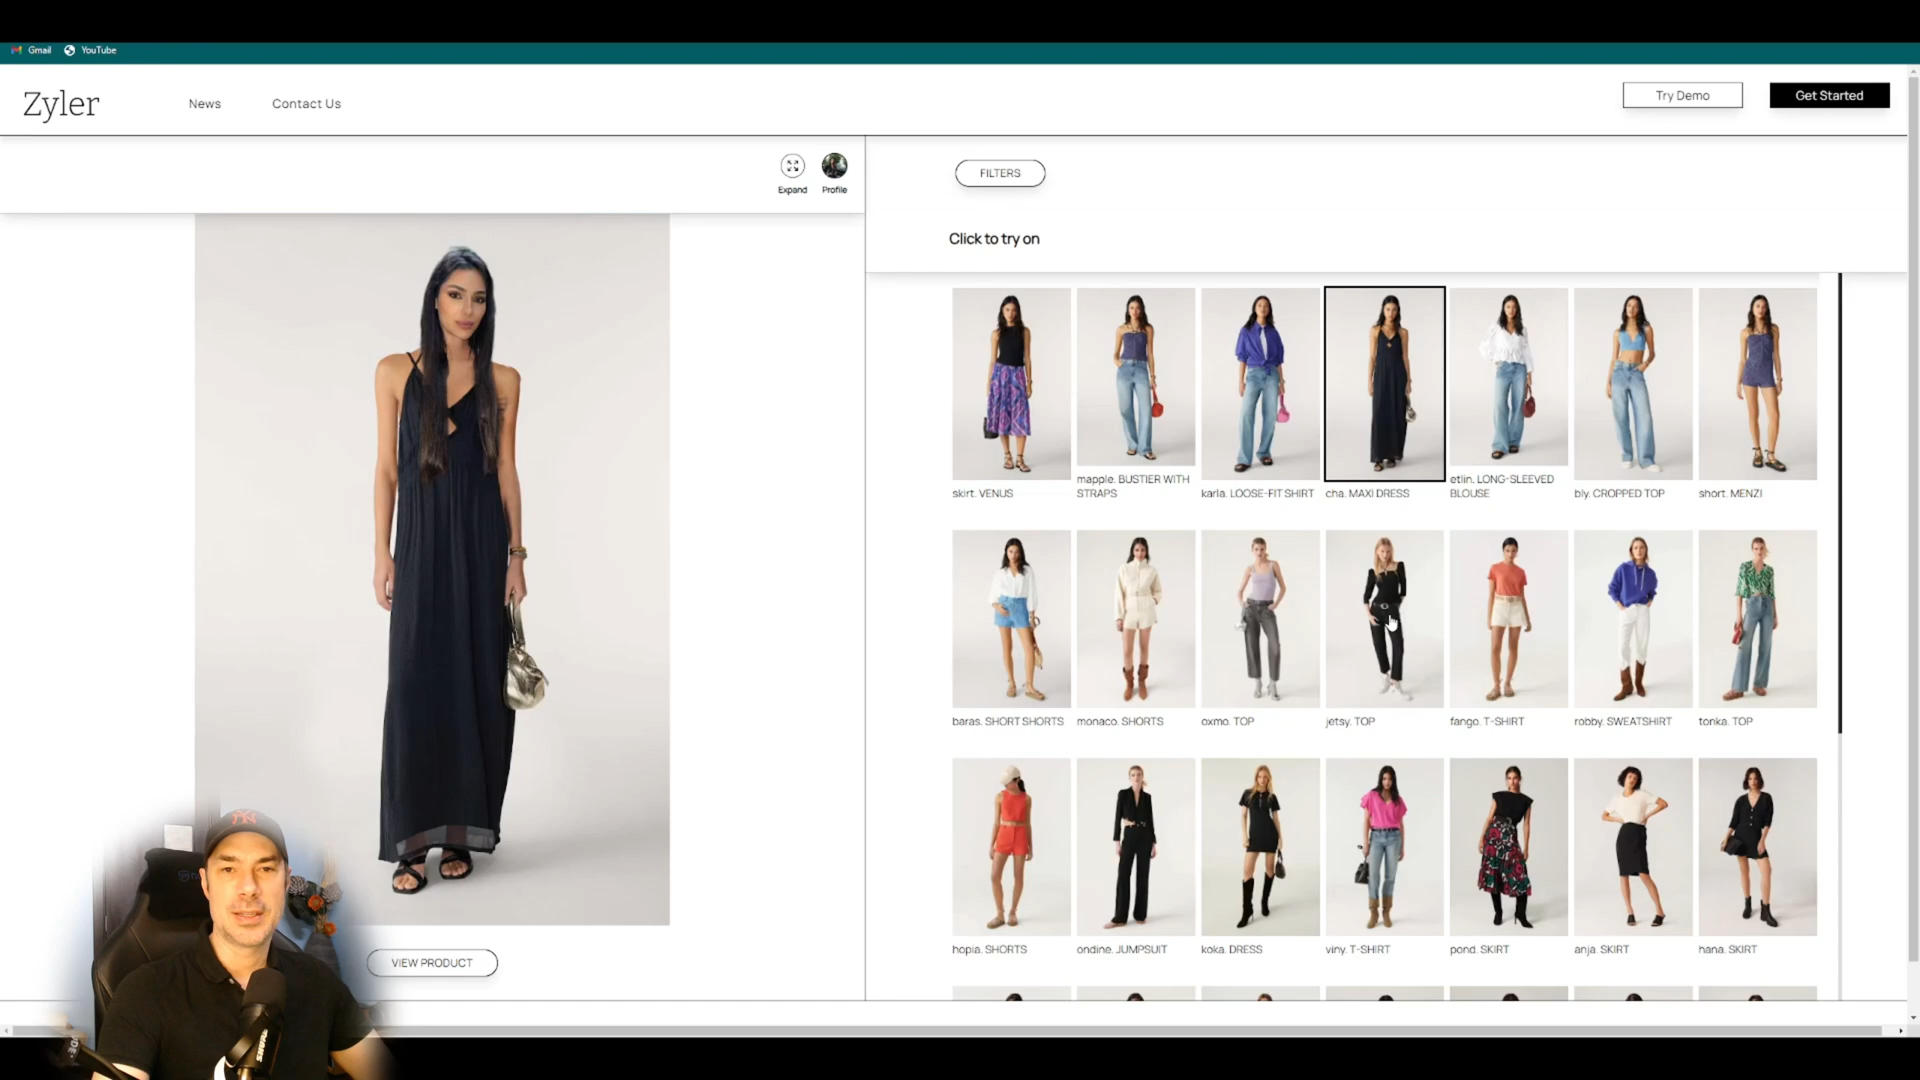 Gmail YouTube
Zyler News Contact Us Try Demo Get Started
Expand Profile
FILTERS
Click to try on
skirt. VENUS
mapple. BUSTIER WITH
STRAPS
karla. LOOSE-FIT SHIRT
cha. MAXI DRESS
etlin. LONG-SLEEVED
BLOUSE
bly. CROPPED TOP
short. MENZI
baras. SHORT SHORTS
monaco. SHORTS
oxmo. TOP
jetsy. TOP
fango. T-SHIRT
robby. SWEATSHIRT
tonka. TOP
hopia. SHORTS
ondine. JUMPSUIT
koka. DRESS
viny. T-SHIRT
pond. SKIRT
anja. SKIRT
hana. SKIRT
VIEW PRODUCT
SHURE